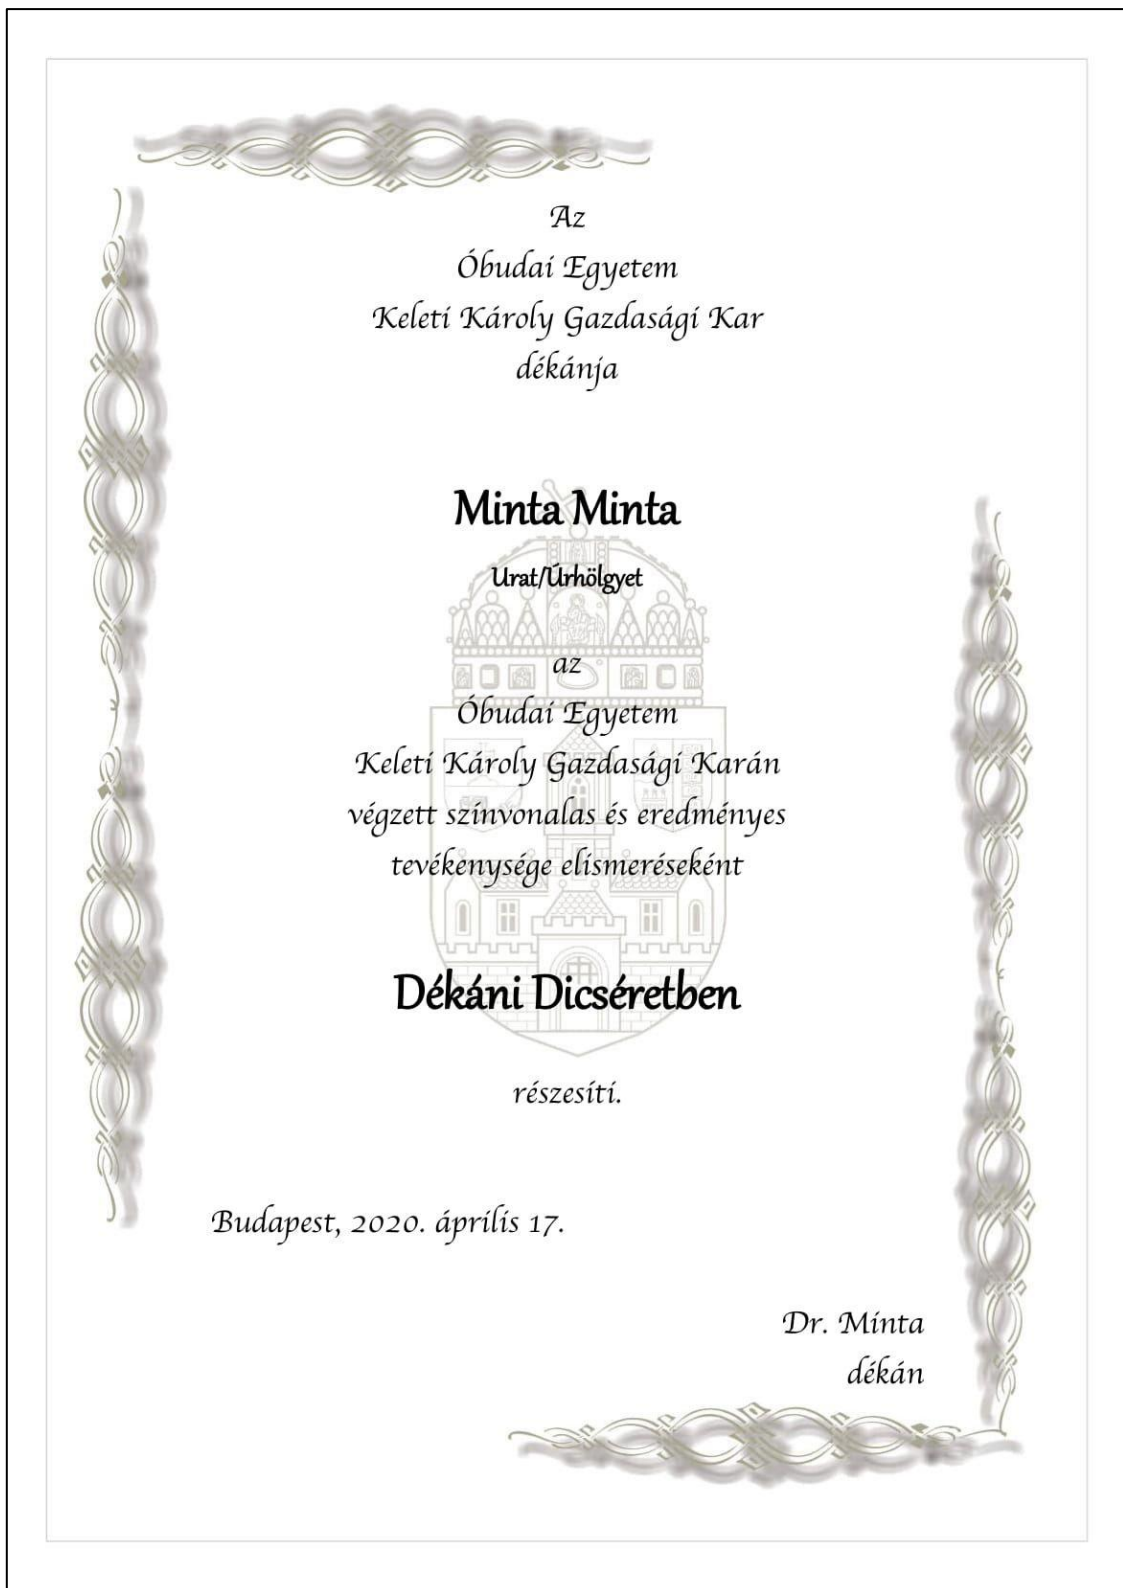 Az
Óbudai Egyetem
Keleti Károly Gazdasági Kar
dékánja
Minta Minta
Urat/Úrhölgyet
az
Óbudai Egyetem
Keleti Károly Gazdasági Karán
végzett színvonalas és eredményes
tevékenysége elismeréseként
Dékáni Dicséretben
részesíti.
Budapest, 2020. április 17.
Dr. Minta
dékán